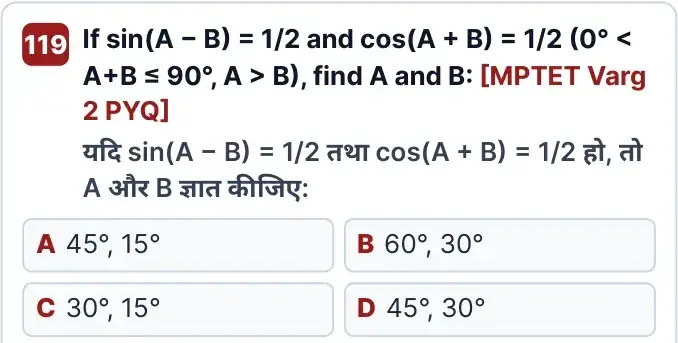 119 If sin(A − B) = 1/2 and cos(A + B) = 1/2 (0° <
A+B ≤ 90°, A > B), find A and B: [MPTET Varg
2 PYQ]
यदि sin(A − B) = 1/2 तथा cos(A + B) = 1/2 हो, तो
A और B ज्ञात कीजिए:
A 45°, 15° B 60°, 30°
C 30°, 15° D 45°, 30°